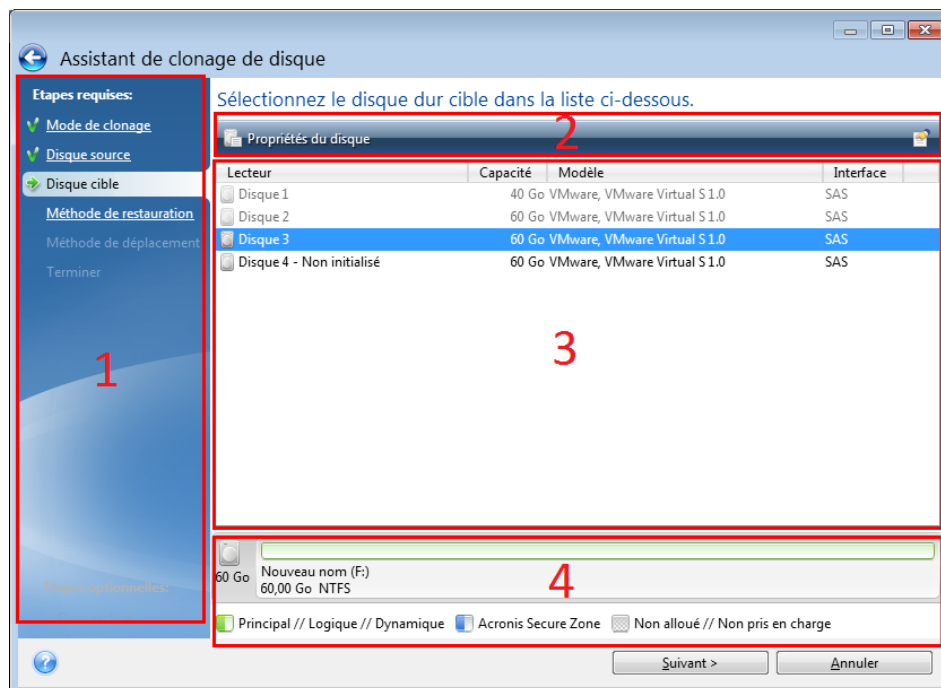 Assistant de clonage de disque
Etapes requises:
Mode de clonage
Disque source
Disque cible
Méthode de restauration
Méthode de déplacement
Terminer
1
Etapes optionnelles:
Sélectionnez le disque dur cible dans la liste ci-dessous.
Propriétés du disque
2
Lecteur Capacité Modèle Interface
Disque 1 40 Go VMware, VMware Virtual S 1.0 SAS
Disque 2 60 Go VMware, VMware Virtual S 1.0 SAS
Disque 3 60 Go VMware, VMware Virtual S 1.0 SAS
Disque 4 - Non initialisé 60 Go VMware, VMware Virtual S 1.0 SAS
3
60 Go
Nouveau nom (F:)
60,00 Go NTFS
4
Principal // Logique // Dynamique Acronis Secure Zone Non alloué // Non pris en charge
Suivant > Annuler